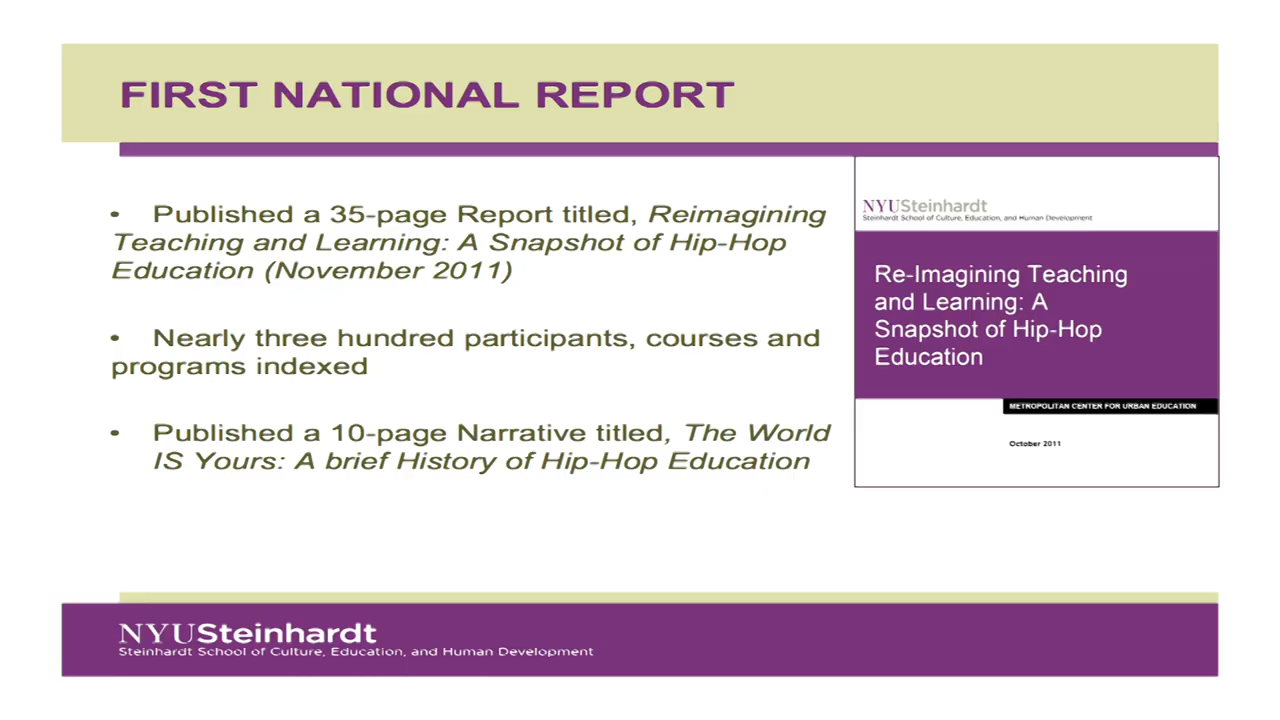 FIRST NATIONAL REPORT
• Published a 35-page Report titled, Reimagining
Teaching and Learning: A Snapshot of Hip-Hop
Education (November 2011)
• Nearly three hundred participants, courses and
programs indexed
• Published a 10-page Narrative titled, The World
IS Yours: A brief History of Hip-Hop Education
NYUSteinhardt
Steinhardt School of Culture, Education, and Human Development
Re-Imagining Teaching
and Learning: A
Snapshot of Hip-Hop
Education
METROPOLITAN CENTER FOR URBAN EDUCATION
October 2011
NYUSteinhardt
Steinhardt School of Culture, Education, and Human Development